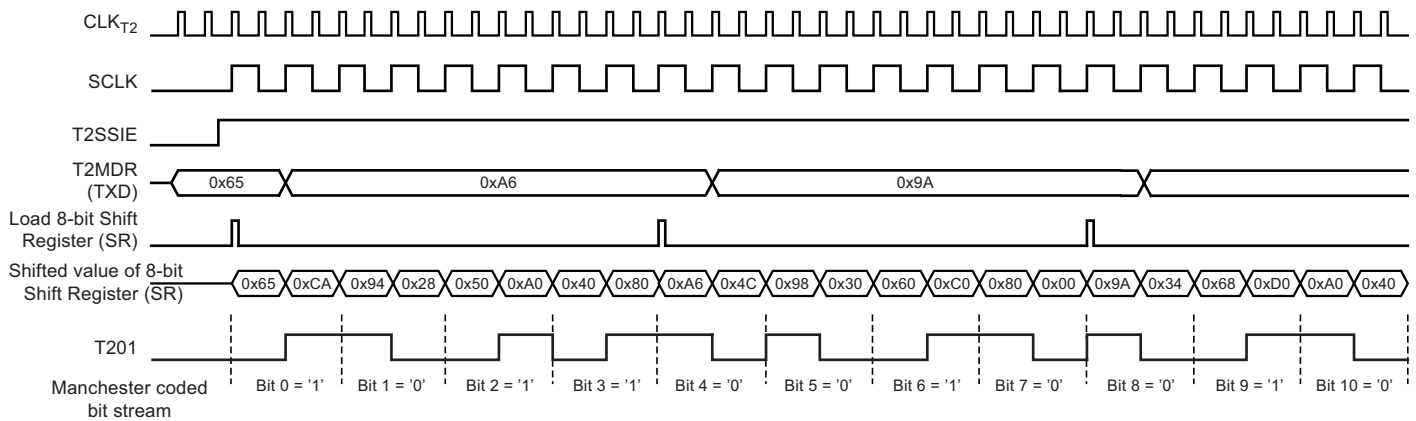 CLKT2
SCLK
T2SSIE
T2MDR
(TXD)
0x65 0xA6 0x9A
Load 8-bit Shift
Register (SR)
Shifted value of 8-bit
Shift Register (SR)
0x65 0xCA 0x94 0x28 0x50 0xA0 0x40 0x80 0xA6 0x4C 0x98 0x30 0x60 0xC0 0x80 0x00 0x9A 0x34 0x68 0xD0 0xA0 0x40
T201
Manchester coded
bit stream
Bit 0 = '1' Bit 1 = '0' Bit 2 = '1' Bit 3 = '1' Bit 4 = '0' Bit 5 = '0' Bit 6 = '1' Bit 7 = '0' Bit 8 = '0' Bit 9 = '1' Bit 10 = '0'